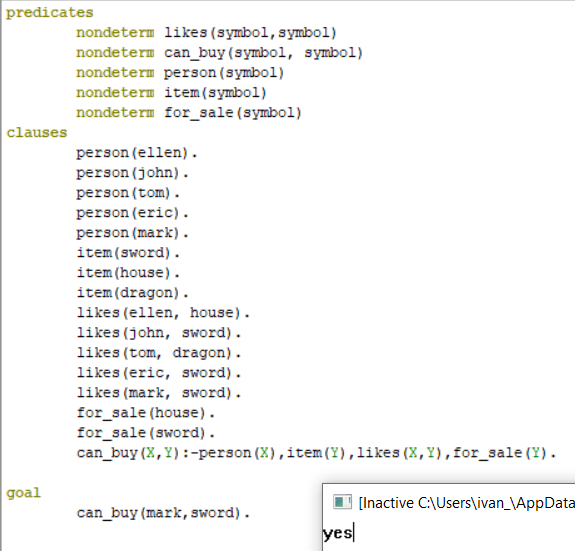 predicates
nondeterm likes(symbol,symbol)
nondeterm can_buy(symbol, symbol)
nondeterm person(symbol)
nondeterm item(symbol)
nondeterm for_sale(symbol)
clauses
person(ellen).
person(john).
person(tom).
person(eric).
person(mark).
item(sword).
item(house).
item(dragon).
likes(ellen, house).
likes(john, sword).
likes(tom, dragon).
likes(eric, sword).
likes(mark, sword).
for_sale(house).
for_sale(sword).
can_buy(X,Y):-person(X),item(Y),likes(X,Y),for_sale(Y).
goal
can_buy(mark,sword).
[Inactive C:\Users\ivan_\AppData
yes